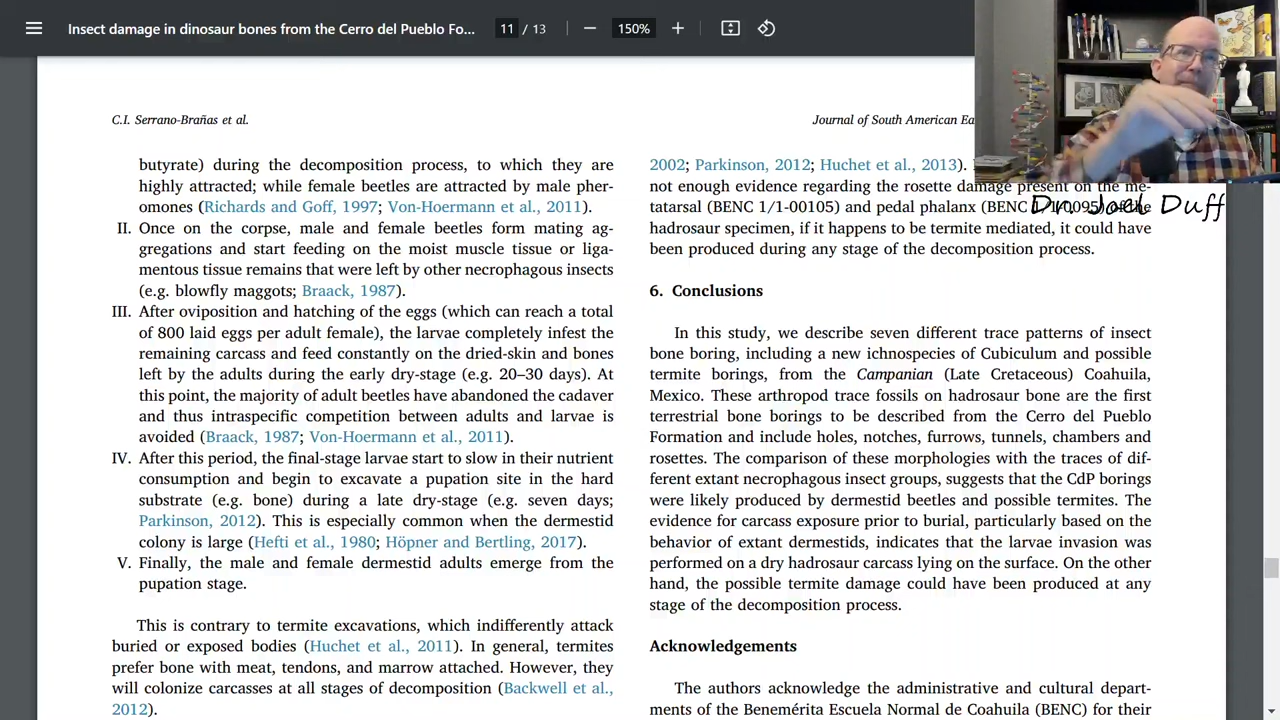 Insect damage in dinosaur bones from the Cerro del Pueblo Fo...
11 / 13
150%
C.I. Serrano-Brañas et al.
Journal of South American Ea
butyrate) during the decomposition process, to which they are
highly attracted; while female beetles are attracted by male pher-
omones (Richards and Goff, 1997; Von-Hoermann et al., 2011).
II. Once on the corpse, male and female beetles form mating ag-
gregations and start feeding on the moist muscle tissue or liga-
mentous tissue remains that were left by other necrophagous insects
(e.g. blowfly maggots; Braack, 1987).
III. After oviposition and hatching of the eggs (which can reach a total
of 800 laid eggs per adult female), the larvae completely infest the
remaining carcass and feed constantly on the dried-skin and bones
left by the adults during the early dry-stage (e.g. 20–30 days). At
this point, the majority of adult beetles have abandoned the cadaver
and thus intraspecific competition between adults and larvae is
avoided (Braack, 1987; Von-Hoermann et al., 2011).
IV. After this period, the final-stage larvae start to slow in their nutrient
consumption and begin to excavate a pupation site in the hard
substrate (e.g. bone) during a late dry-stage (e.g. seven days;
Parkinson, 2012). This is especially common when the dermestid
colony is large (Hefti et al., 1980; Höpner and Bertling, 2017).
V. Finally, the male and female dermestid adults emerge from the
pupation stage.
This is contrary to termite excavations, which indifferently attack
buried or exposed bodies (Huchet et al., 2011). In general, termites
prefer bone with meat, tendons, and marrow attached. However, they
will colonize carcasses at all stages of decomposition (Backwell et al.,
2012).
2002; Parkinson, 2012; Huchet et al., 2013).
not enough evidence regarding the rosette damage present on the me-
tatarsal (BENC 1/1-00105) and pedal phalanx (BENC 1/1-0095) of the
Dr. Joel Duff
hadrosaur specimen, if it happens to be termite mediated, it could have
been produced during any stage of the decomposition process.
6. Conclusions
In this study, we describe seven different trace patterns of insect
bone boring, including a new ichnospecies of Cubiculum and possible
termite borings, from the Campanian (Late Cretaceous) Coahuila,
Mexico. These arthropod trace fossils on hadrosaur bone are the first
terrestrial bone borings to be described from the Cerro del Pueblo
Formation and include holes, notches, furrows, tunnels, chambers and
rosettes. The comparison of these morphologies with the traces of dif-
ferent extant necrophagous insect groups, suggests that the CdP borings
were likely produced by dermestid beetles and possible termites. The
evidence for carcass exposure prior to burial, particularly based on the
behavior of extant dermestids, indicates that the larvae invasion was
performed on a dry hadrosaur carcass lying on the surface. On the other
hand, the possible termite damage could have been produced at any
stage of the decomposition process.
Acknowledgements
The authors acknowledge the administrative and cultural depart-
ments of the Benemérita Escuela Normal de Coahuila (BENC) for their